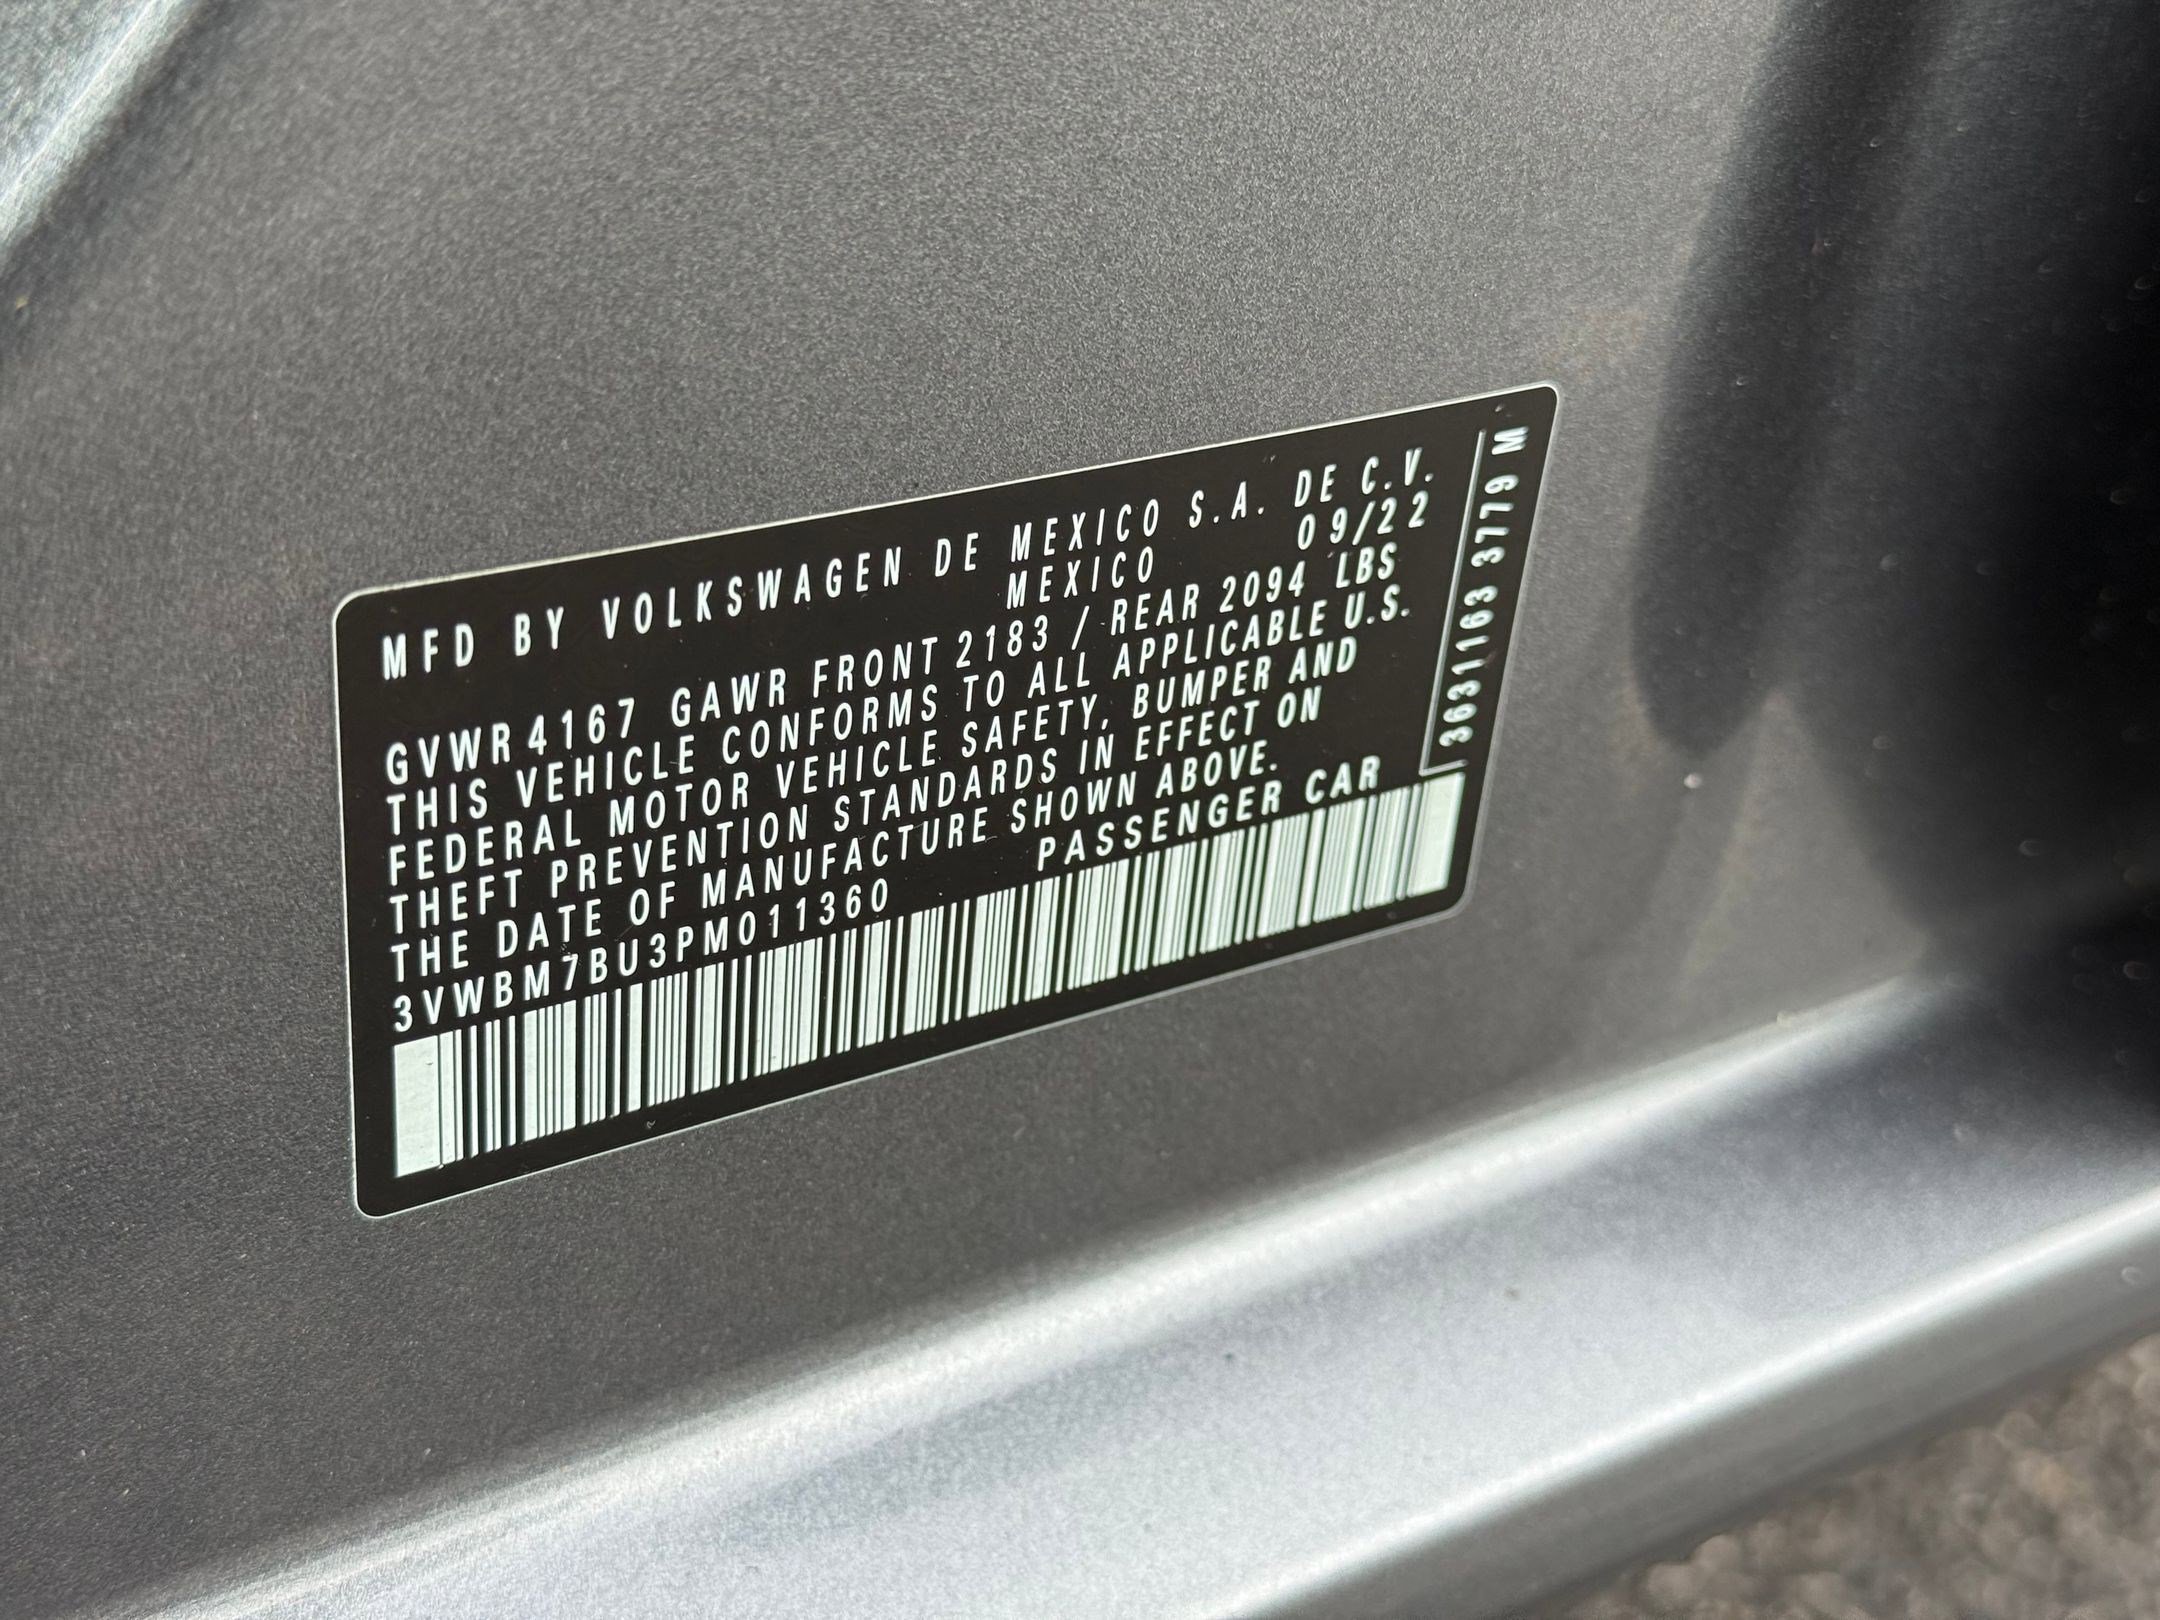 MFD BY VOLKSWAGEN DE MEXICO S.A. DE C.V.
MEXICO 09/22
GVWR 4167 GAWR FRONT 2183 / REAR 2094 LBS
THIS VEHICLE CONFORMS TO ALL APPLICABLE U.S.
FEDERAL MOTOR VEHICLE SAFETY, BUMPER AND
THEFT PREVENTION STANDARDS IN EFFECT ON
THE DATE OF MANUFACTURE SHOWN ABOVE.
3VWBM7BU3PM011360 PASSENGER CAR
3631163 3779 M